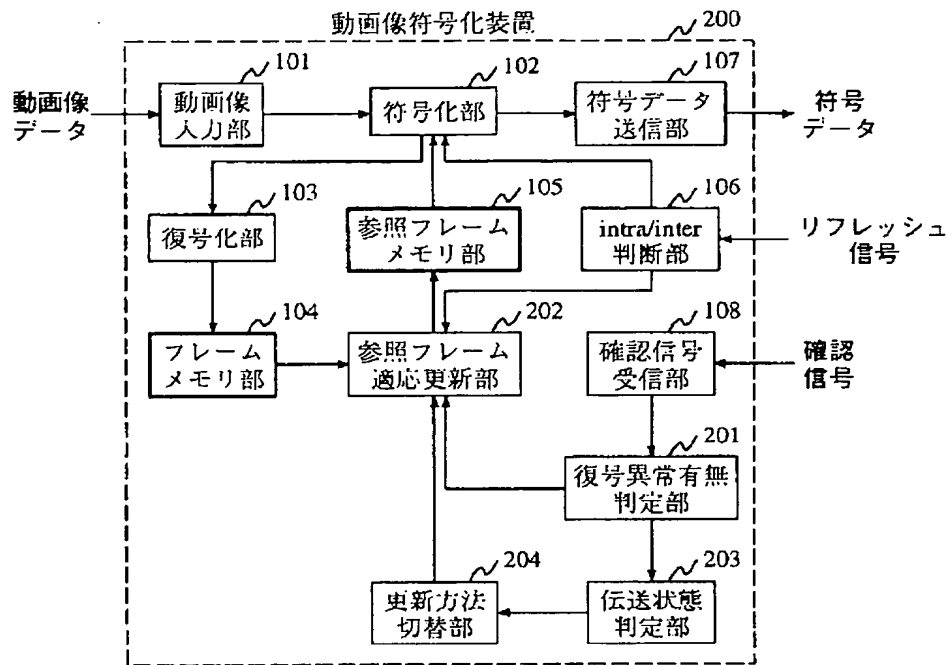 動画像符号化装置
200
101
102
107
動画像
データ
動画像
入力部
符号化部
符号データ
送信部
符号
データ
103
105
106
復号化部
参照フレーム
メモリ部
intra/inter
判断部
リフレッシュ
信号
104
202
108
フレーム
メモリ部
参照フレーム
適応更新部
確認信号
受信部
確認
信号
201
復号異常有無
判定部
204
203
更新方法
切替部
伝送状態
判定部